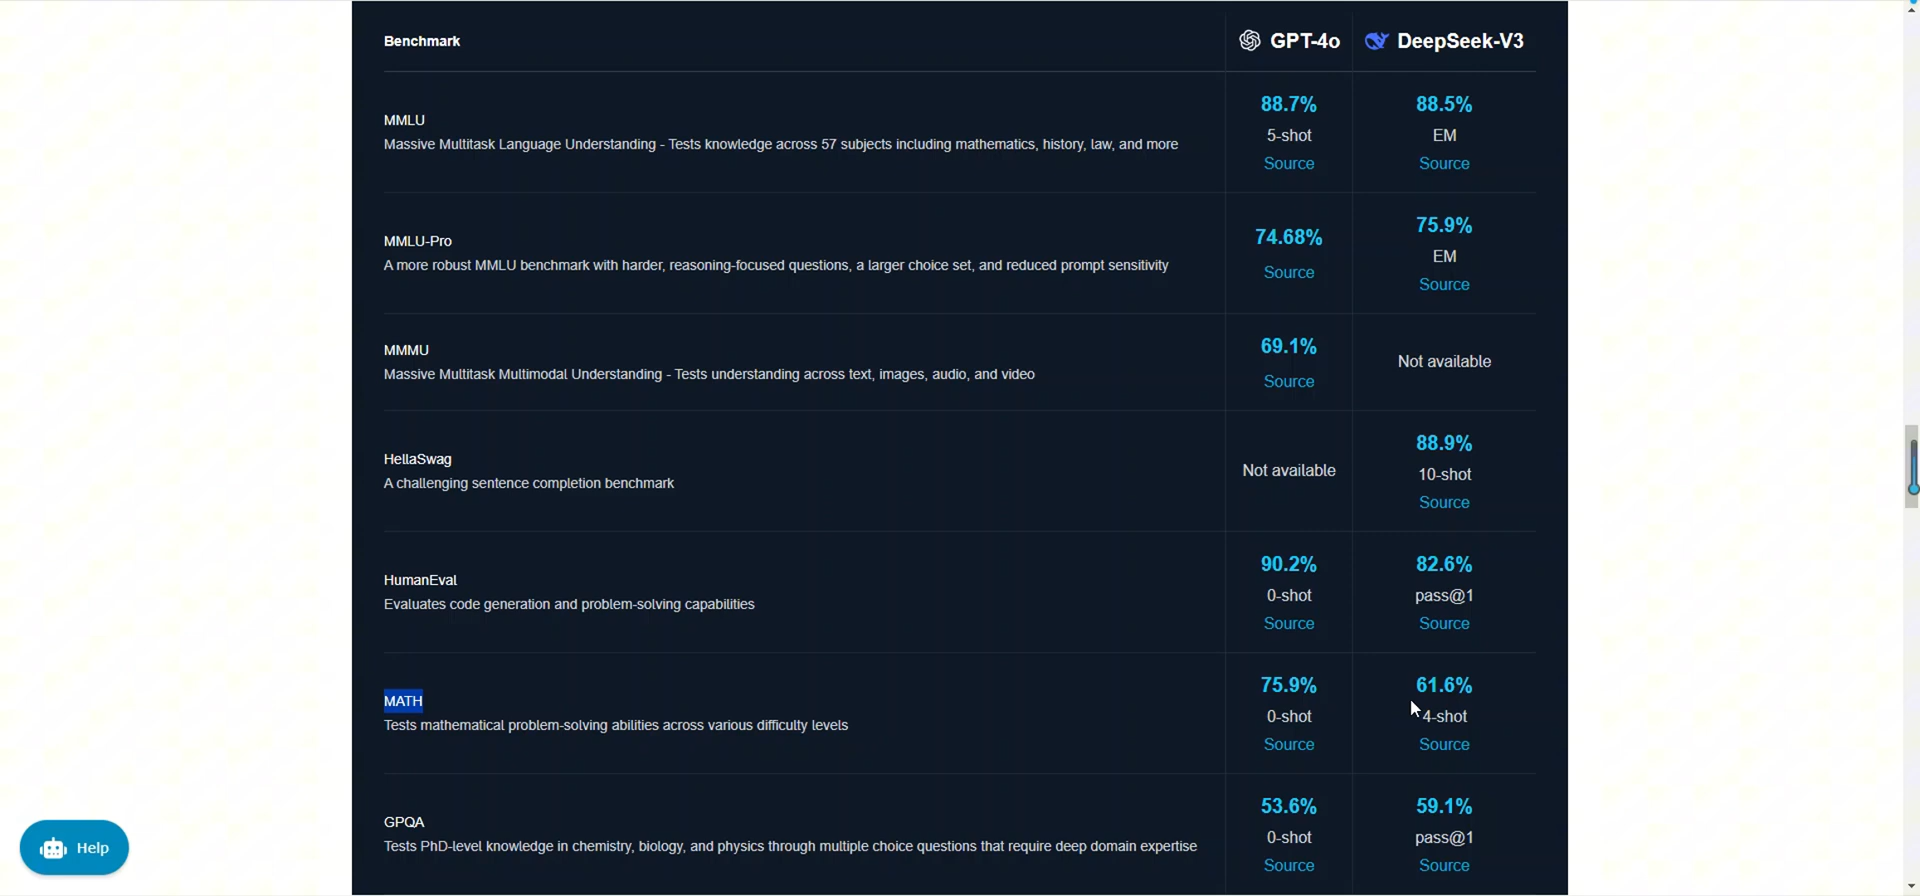 Benchmark GPT-4o DeepSeek-V3
MMLU
Massive Multitask Language Understanding - Tests knowledge across 57 subjects including mathematics, history, law, and more
88.7%
5-shot
Source
88.5%
EM
Source
MMLU-Pro
A more robust MMLU benchmark with harder, reasoning-focused questions, a larger choice set, and reduced prompt sensitivity
74.68%
Source
75.9%
EM
Source
MMMU
Massive Multitask Multimodal Understanding - Tests understanding across text, images, audio, and video
69.1%
Source
Not available
HellaSwag
A challenging sentence completion benchmark
Not available
88.9%
10-shot
Source
HumanEval
Evaluates code generation and problem-solving capabilities
90.2%
0-shot
Source
82.6%
pass@1
Source
MATH
Tests mathematical problem-solving abilities across various difficulty levels
75.9%
0-shot
Source
61.6%
4-shot
Source
GPQA
Tests PhD-level knowledge in chemistry, biology, and physics through multiple choice questions that require deep domain expertise
53.6%
0-shot
Source
59.1%
pass@1
Source
Help